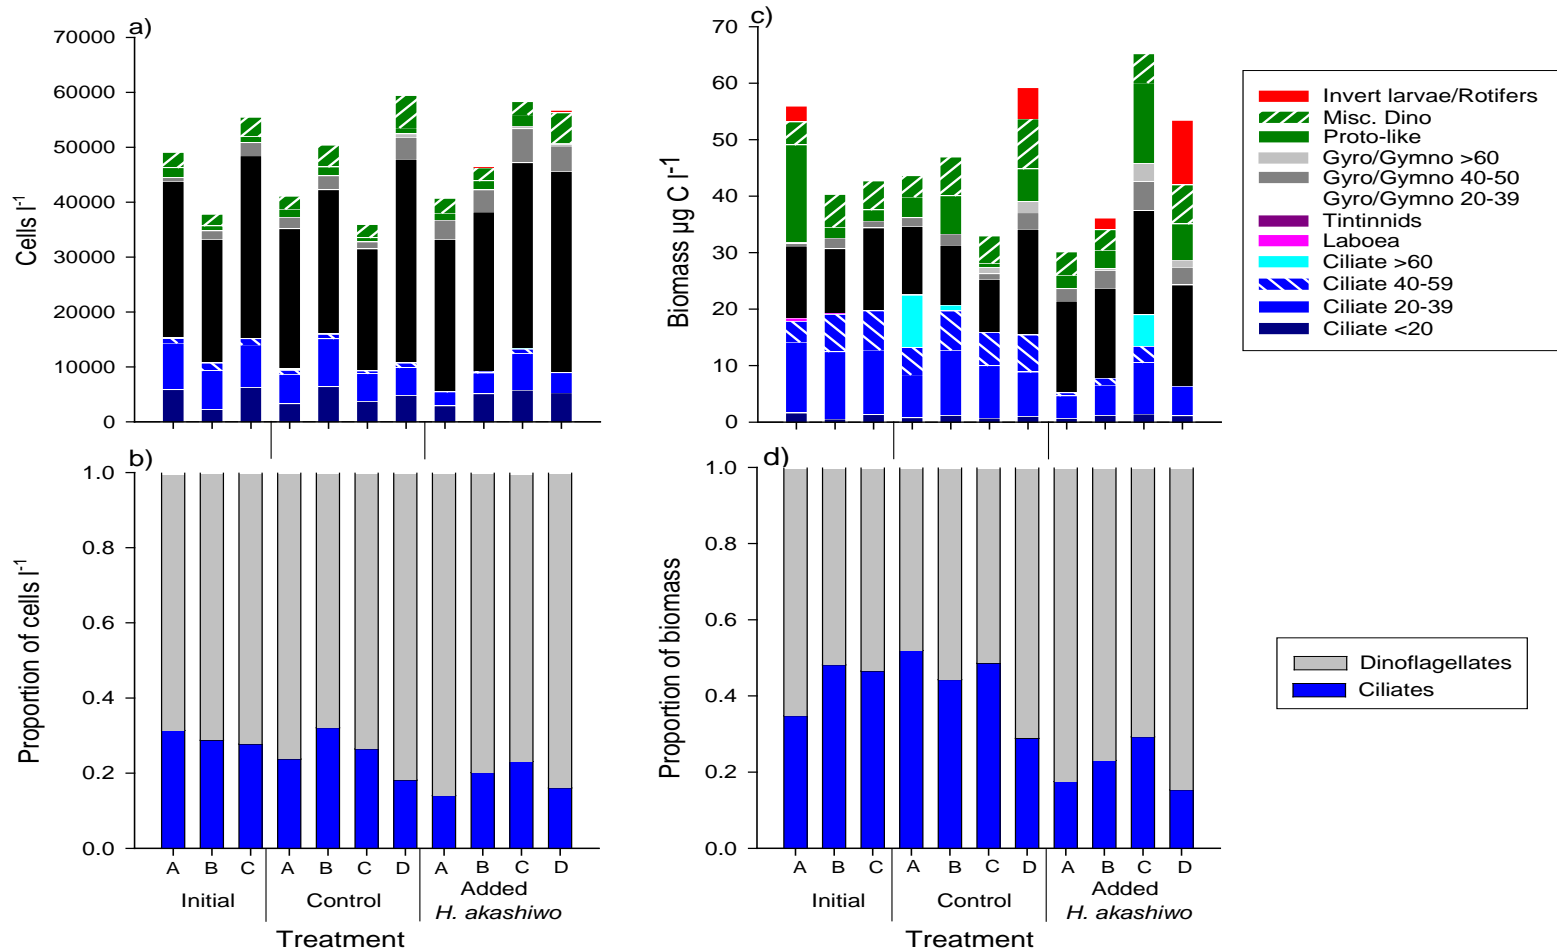 a)
70000
60000
50000
40000
30000
20000
10000
0
Cells l-1
c)
70
60
50
40
30
20
10
0
Biomass µg C l-1
Invert larvae/Rotifers
Misc. Dino
Proto-like
Gyro/Gymno >60
Gyro/Gymno 40-50
Gyro/Gymno 20-39
Tintinnids
Laboea
Ciliate >60
Ciliate 40-59
Ciliate 20-39
Ciliate <20
b)
1.0
0.8
0.6
0.4
0.2
0.0
Proportion of cells l-1
A B C A B C D A B C D
Initial Control Added
H. akashiwo
Treatment
d)
1.0
0.8
0.6
0.4
0.2
0.0
Proportion of biomass
A B C A B C D A B C D
Initial Control Added
H. akashiwo
Treatment
Dinoflagellates
Ciliates